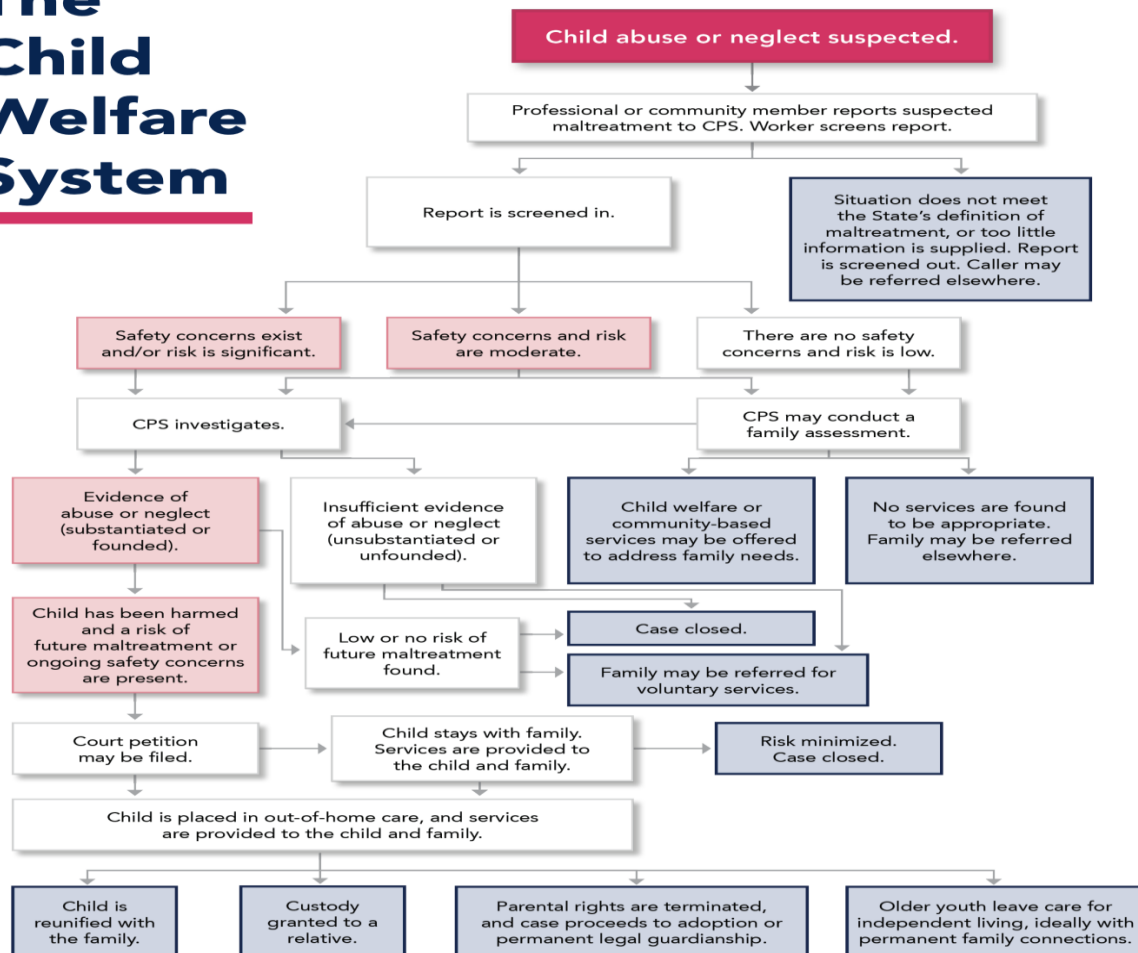 The
Child
Welfare
System
Child abuse or neglect suspected.
Professional or community member reports suspected
maltreatment to CPS. Worker screens report.
Report is screened in.
Situation does not meet
the State’s definition of
maltreatment, or too little
information is supplied. Report
is screened out. Caller may
be referred elsewhere.
Safety concerns exist
and/or risk is significant.
Safety concerns and risk
are moderate.
There are no safety
concerns and risk is low.
CPS investigates.
CPS may conduct a
family assessment.
Evidence of
abuse or neglect
(substantiated or
founded).
Insufficient evidence
of abuse or neglect
(unsubstantiated or
unfounded).
Child welfare or
community-based
services may be offered
to address family needs.
No services are found
to be appropriate.
Family may be referred
elsewhere.
Child has been harmed
and a risk of
future maltreatment or
ongoing safety concerns
are present.
Low or no risk of
future maltreatment
found.
Case closed.
Family may be referred for
voluntary services.
Court petition
may be filed.
Child stays with family.
Services are provided to
the child and family.
Risk minimized.
Case closed.
Child is placed in out-of-home care, and services
are provided to the child and family.
Child is
reunified with
the family.
Custody
granted to a
relative.
Parental rights are terminated,
and case proceeds to adoption or
permanent legal guardianship.
Older youth leave care for
independent living, ideally with
permanent family connections.